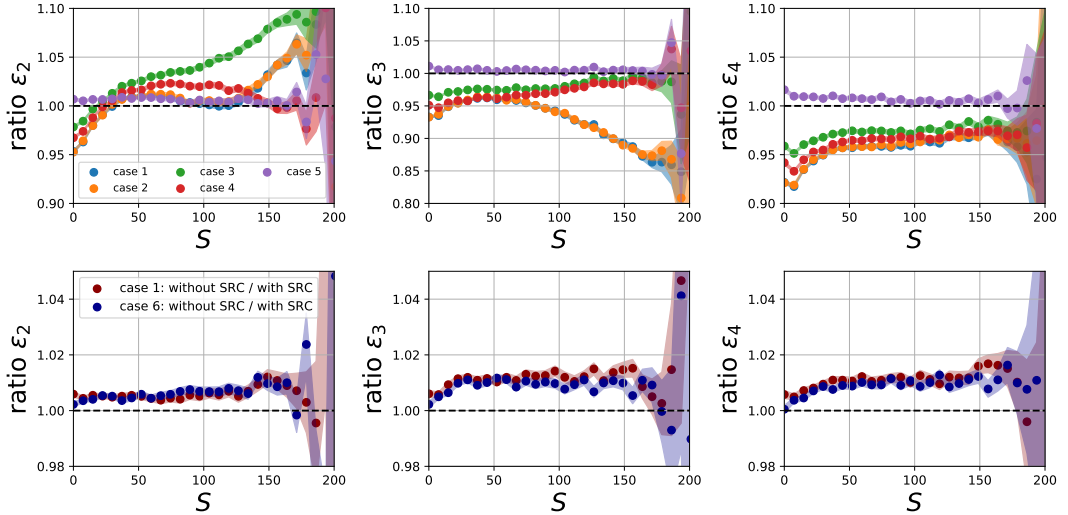 1.10
1.05
1.00
0.95
0.90
ratio ε2
0 50 100 150 200
S
case 1
case 2
case 3
case 4
case 5
1.10
1.05
1.00
0.95
0.90
0.85
0.80
ratio ε3
0 50 100 150 200
S
1.10
1.05
1.00
0.95
0.90
ratio ε4
0 50 100 150 200
S
1.04
1.02
1.00
0.98
ratio ε2
0 50 100 150 200
S
case 1: without SRC / with SRC
case 6: without SRC / with SRC
1.04
1.02
1.00
0.98
ratio ε3
0 50 100 150 200
S
1.04
1.02
1.00
0.98
ratio ε4
0 50 100 150 200
S